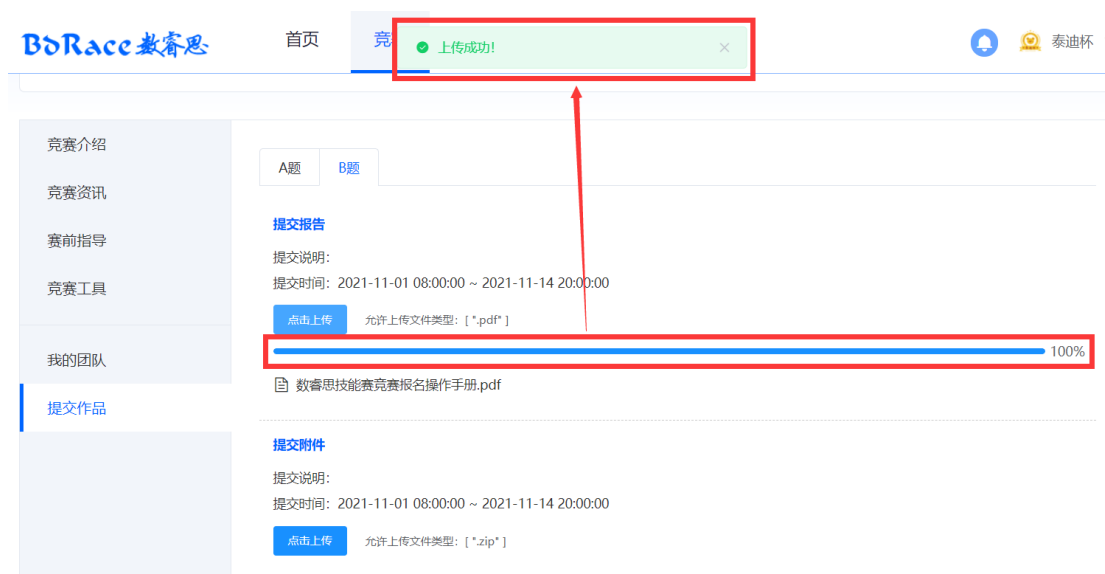 BdRace 数睿思
首页
竞
上传成功!
泰迪杯
竞赛介绍
竞赛资讯
赛前指导
竞赛工具
我的团队
提交作品
A题
B题
提交报告
提交说明:
提交时间: 2021-11-01 08:00:00 ~ 2021-11-14 20:00:00
点击上传 允许上传文件类型: [ ".pdf" ]
100%
数睿思技能赛竞赛报名操作手册.pdf
提交附件
提交说明:
提交时间: 2021-11-01 08:00:00 ~ 2021-11-14 20:00:00
点击上传 允许上传文件类型: [ ".zip" ]